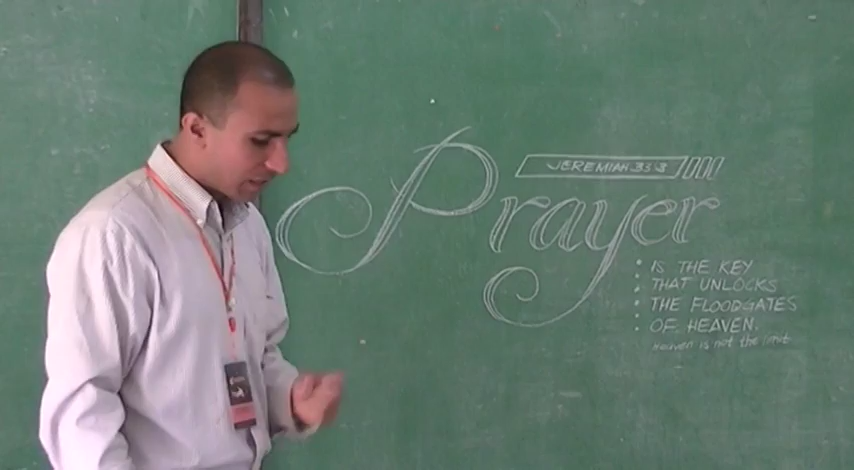 JEREMIAH 33:3
Prayer
IS THE KEY
THAT UNLOCKS
THE FLOODGATES
OF HEAVEN.
Heaven is not the limit